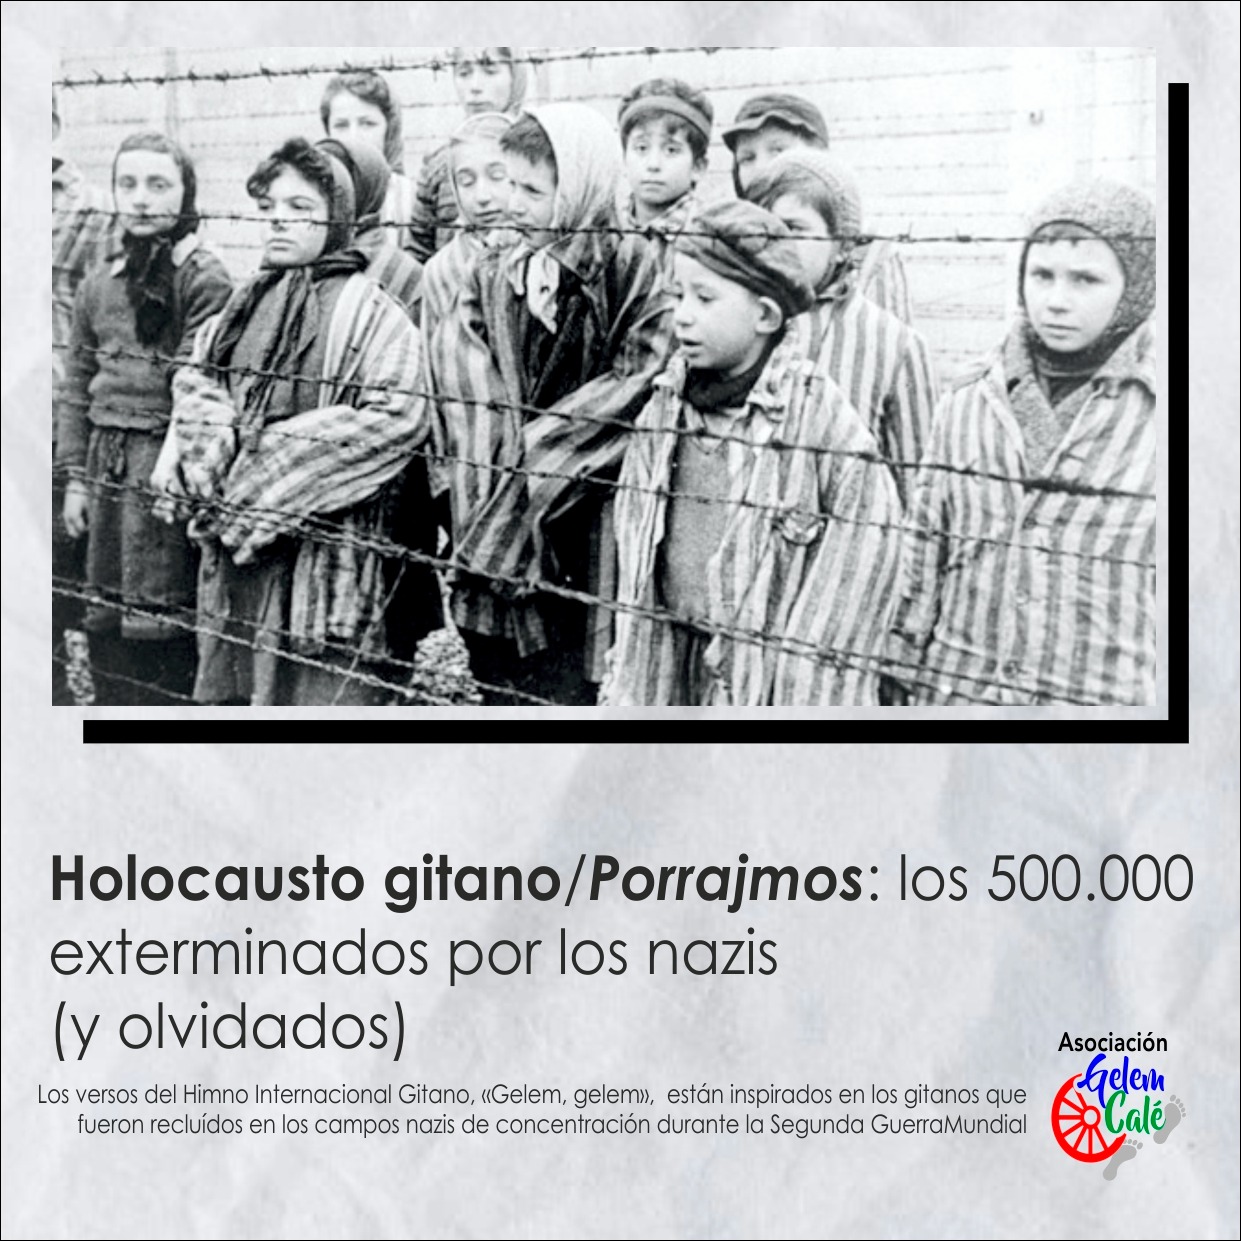 Holocausto gitano/Porrajmos: los 500.000
exterminados por los nazis
(y olvidados)
Los versos del Himno Internacional Gitano, «Gelem, gelem», están inspirados en los gitanos que
fueron recluídos en los campos nazis de concentración durante la Segunda GuerraMundial
Asociación
Gelem
Calé